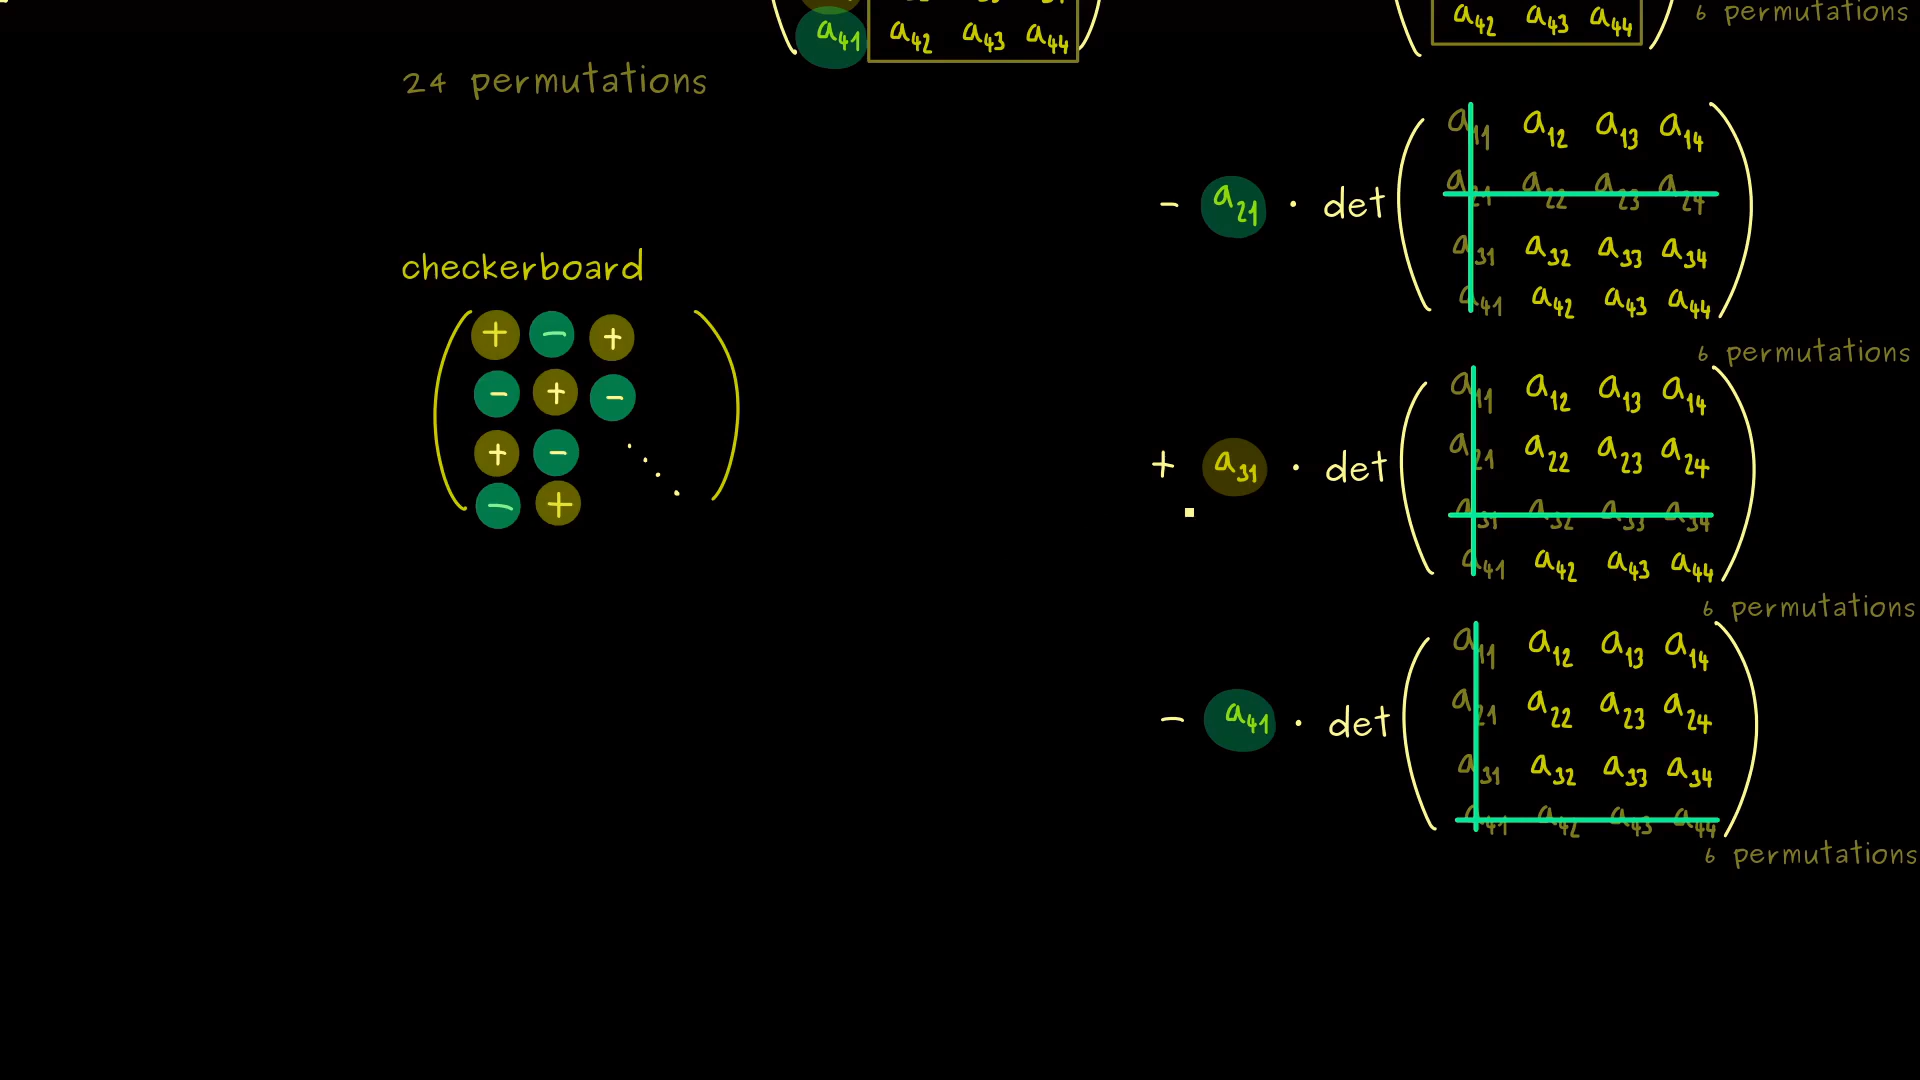 a41 a42 a43 a44
a42 a43 a44
6 permutations
24 permutations
checkerboard
+ - +
- + -
+ -
- +
a11 a12 a13 a14
- a21 · det a21 a22 a23 a24
a31 a32 a33 a34
a41 a42 a43 a44
6 permutations
a11 a12 a13 a14
a21 a22 a23 a24
+ a31 · det a31 a32 a33 a34
a41 a42 a43 a44
6 permutations
a11 a12 a13 a14
a21 a22 a23 a24
- a41 · det a31 a32 a33 a34
a41 a42 a43 a44
6 permutations